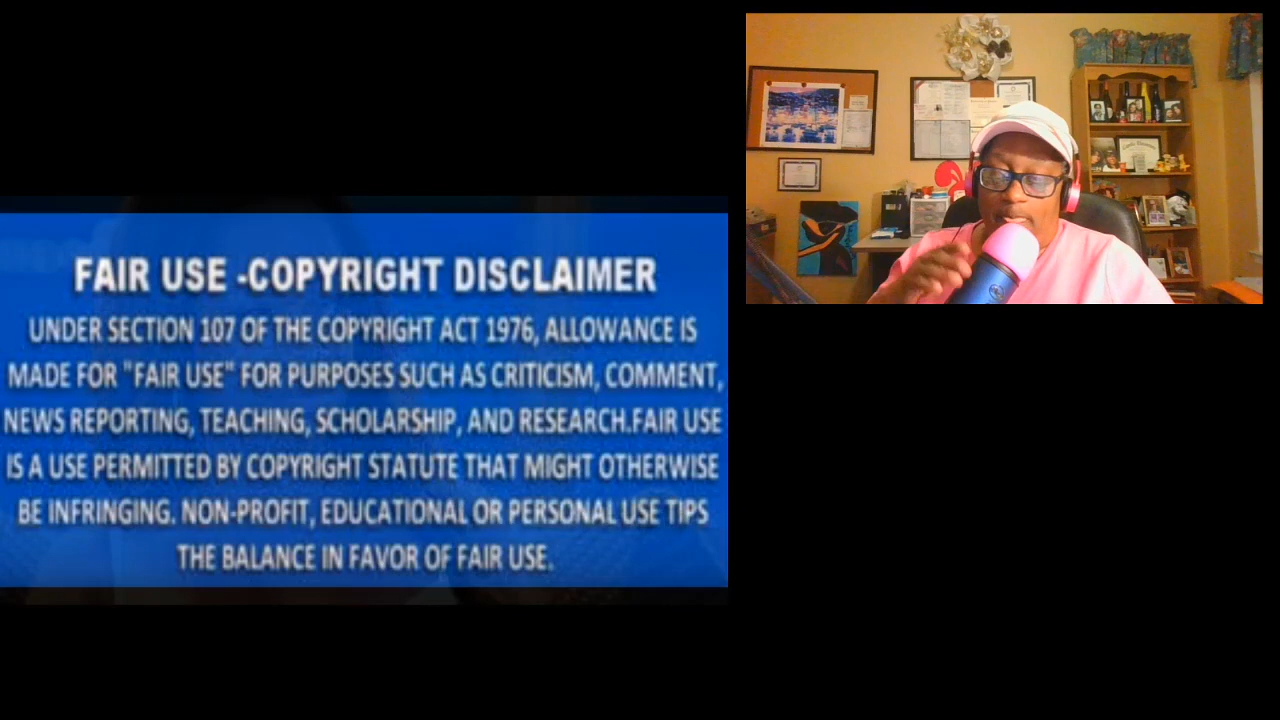 FAIR USE -COPYRIGHT DISCLAIMER
UNDER SECTION 107 OF THE COPYRIGHT ACT 1976, ALLOWANCE IS
MADE FOR "FAIR USE" FOR PURPOSES SUCH AS CRITICISM, COMMENT,
NEWS REPORTING, TEACHING, SCHOLARSHIP, AND RESEARCH.FAIR USE
IS A USE PERMITTED BY COPYRIGHT STATUTE THAT MIGHT OTHERWISE
BE INFRINGING. NON-PROFIT, EDUCATIONAL OR PERSONAL USE TIPS
THE BALANCE IN FAVOR OF FAIR USE.